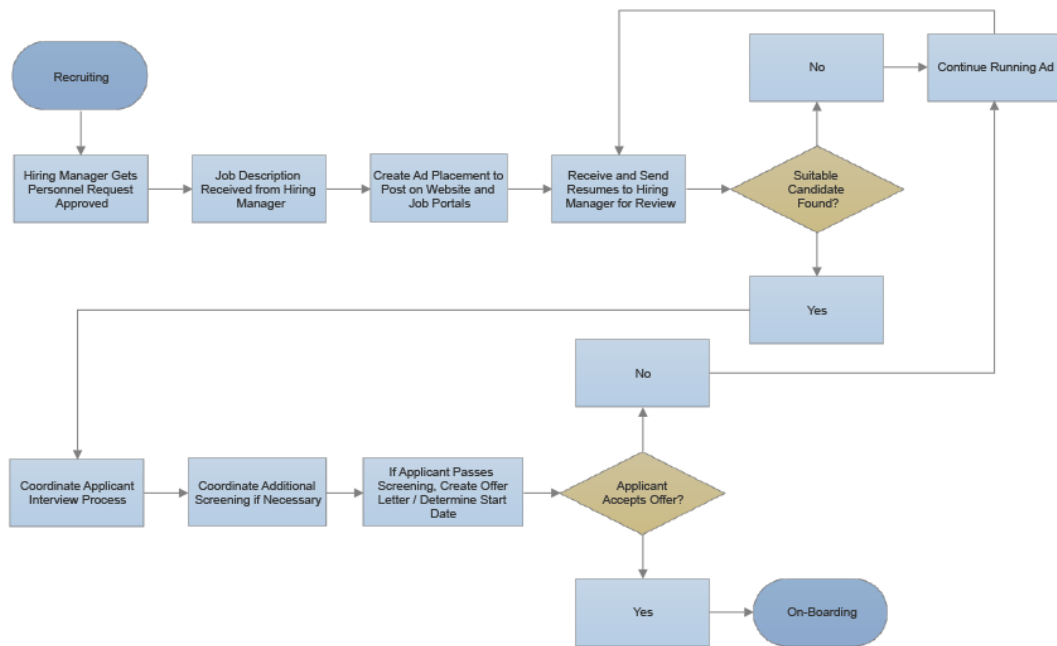 Recruiting
No
Continue Running Ad
Hiring Manager Gets
Personnel Request
Approved
Job Description
Received from Hiring
Manager
Create Ad Placement to
Post on Website and
Job Portals
Receive and Send
Resumes to Hiring
Manager for Review
Suitable
Candidate
Found?
Yes
No
Coordinate Applicant
Interview Process
Coordinate Additional
Screening if Necessary
If Applicant Passes
Screening, Create Offer
Letter / Determine Start
Date
Applicant
Accepts Offer?
Yes
On-Boarding